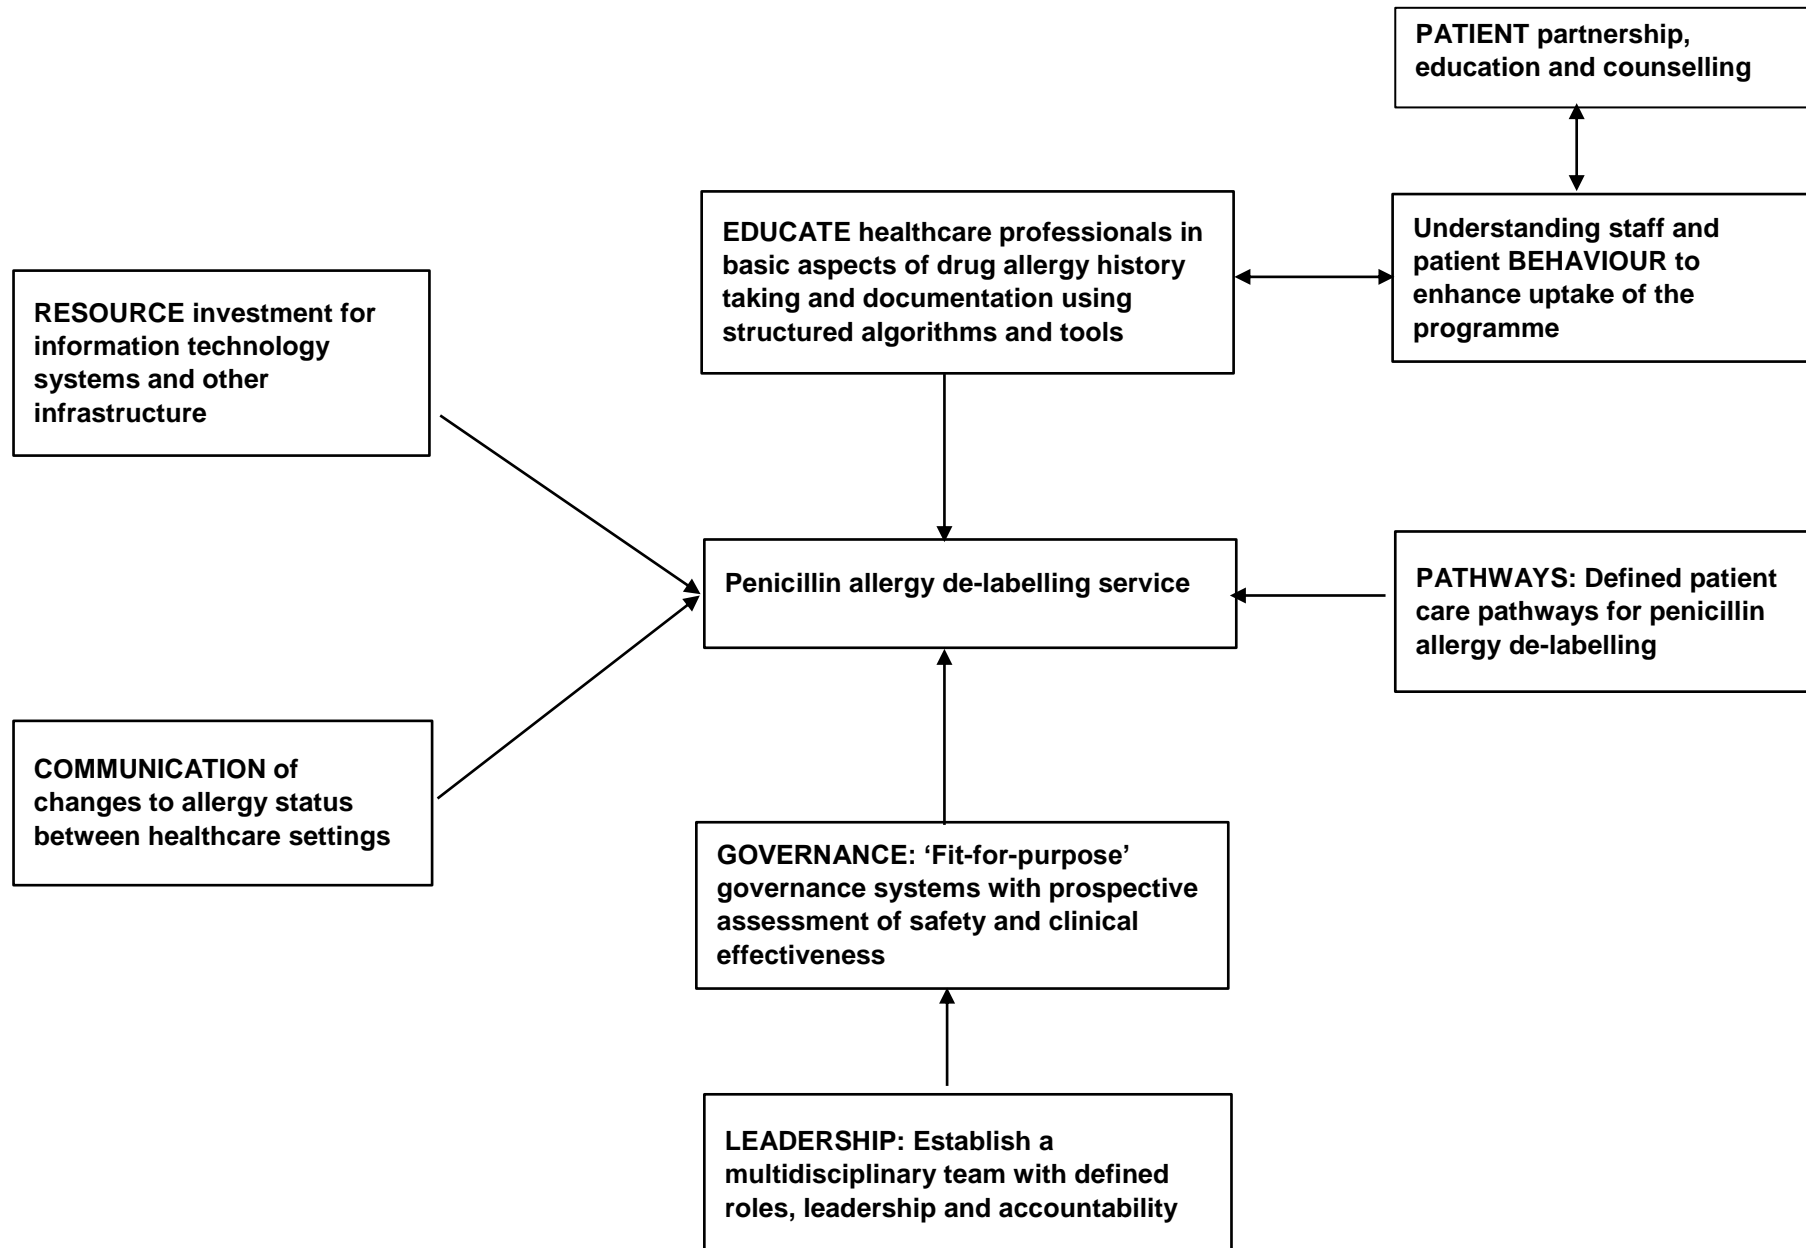 PATIENT partnership,
education and counselling
EDUCATE healthcare professionals in
basic aspects of drug allergy history
taking and documentation using
structured algorithms and tools
Understanding staff and
patient BEHAVIOUR to
enhance uptake of the
programme
RESOURCE investment for
information technology
systems and other
infrastructure
Penicillin allergy de-labelling service
PATHWAYS: Defined patient
care pathways for penicillin
allergy de-labelling
COMMUNICATION of
changes to allergy status
between healthcare settings
GOVERNANCE: ‘Fit-for-purpose’
governance systems with prospective
assessment of safety and clinical
effectiveness
LEADERSHIP: Establish a
multidisciplinary team with defined
roles, leadership and accountability